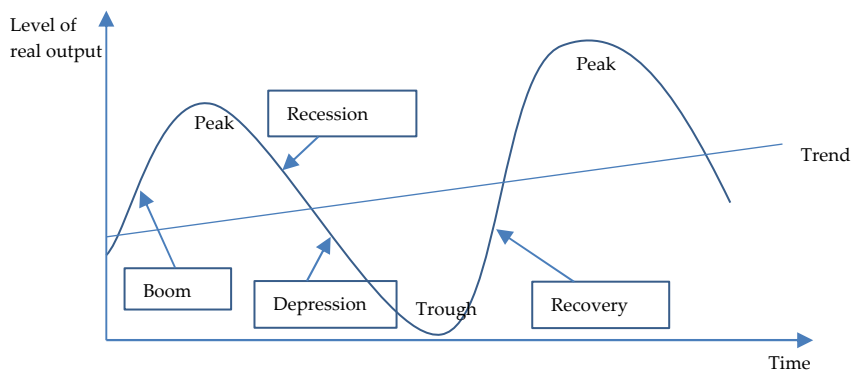 Level of
real output
Peak
Peak
Recession
Trend
Boom
Depression
Trough
Recovery
Time